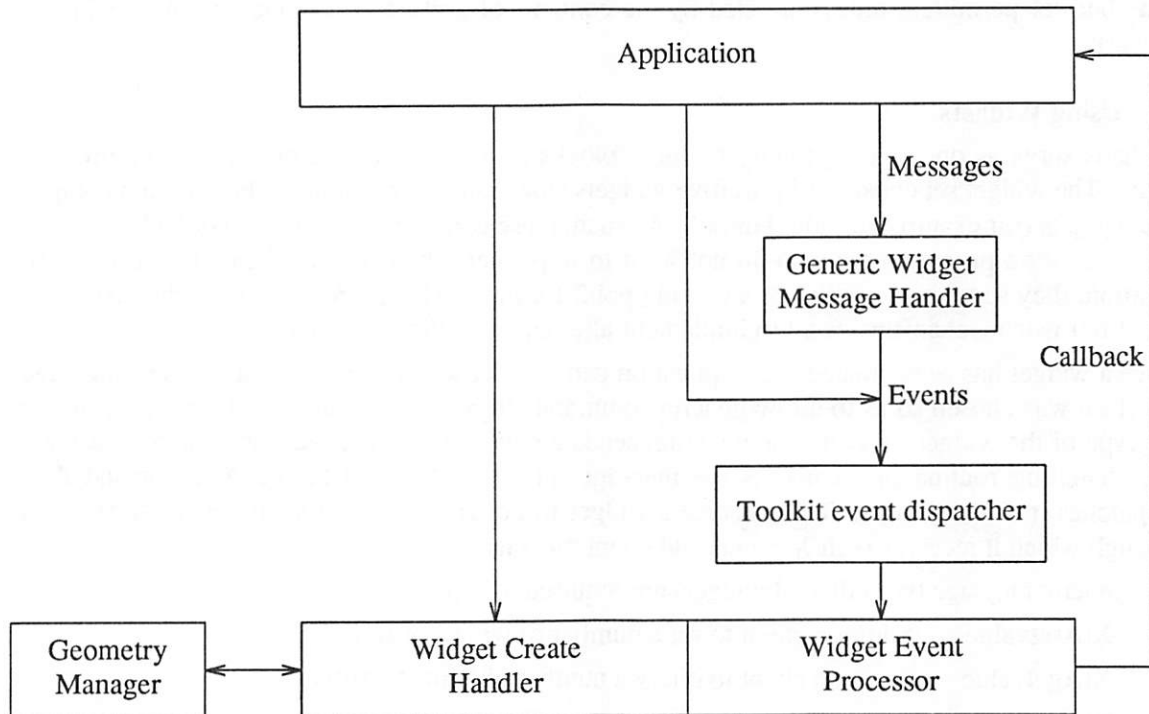 Application
Messages
Generic Widget
Message Handler
Callback
Events
Toolkit event dispatcher
Geometry
Manager
Widget Create
Handler
Widget Event
Processor